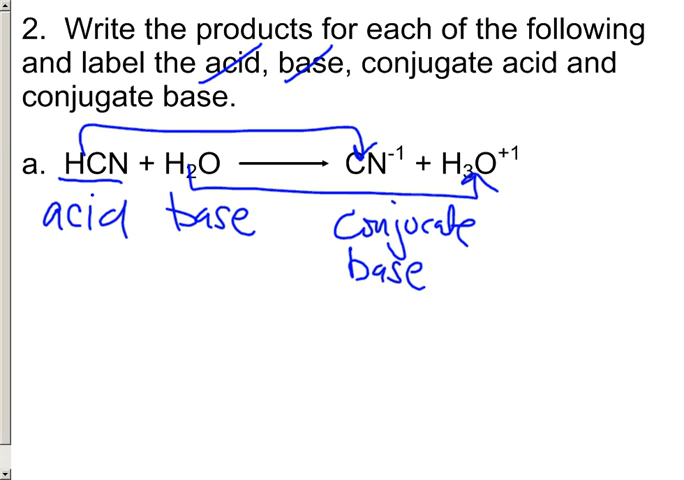 2. Write the products for each of the following
and label the acid, base, conjugate acid and
conjugate base.
a. HCN + H₂O ⟶ CN⁻¹ + H₃O⁺¹
acid base conjucate
base